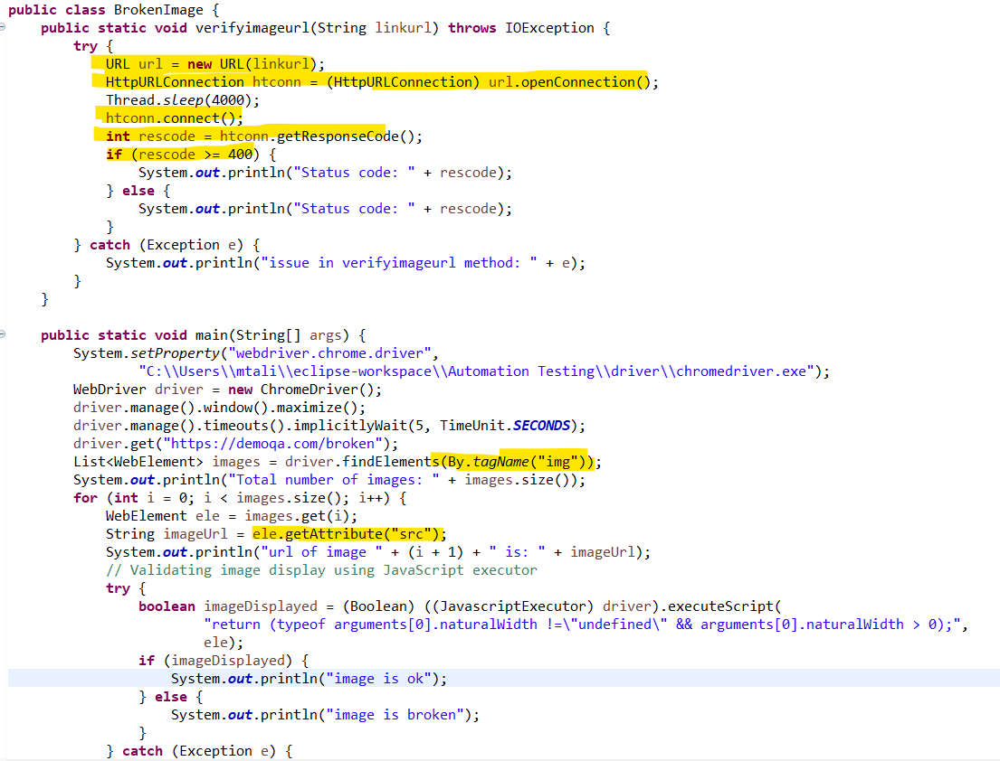 public class BrokenImage {
    public static void verifyimageurl(String linkurl) throws IOException {
        try {
            URL url = new URL(linkurl);
            HttpURLConnection htconn = (HttpURLConnection) url.openConnection();
            Thread.sleep(4000);
            htconn.connect();
            int rescode = htconn.getResponseCode();
            if (rescode >= 400) {
                System.out.println("Status code: " + rescode);
            } else {
                System.out.println("Status code: " + rescode);
            }
        } catch (Exception e) {
            System.out.println("issue in verifyimageurl method: " + e);
        }
    }

    public static void main(String[] args) {
        System.setProperty("webdriver.chrome.driver",
                "C:\\Users\\mtali\\eclipse-workspace\\Automation Testing\\driver\\chromedriver.exe");
        WebDriver driver = new ChromeDriver();
        driver.manage().window().maximize();
        driver.manage().timeouts().implicitlyWait(5, TimeUnit.SECONDS);
        driver.get("https://demoqa.com/broken");
        List<WebElement> images = driver.findElements(By.tagName("img"));
        System.out.println("Total number of images: " + images.size());
        for (int i = 0; i < images.size(); i++) {
            WebElement ele = images.get(i);
            String imageUrl = ele.getAttribute("src");
            System.out.println("url of image " + (i + 1) + " is: " + imageUrl);
            // Validating image display using JavaScript executor
            try {
                boolean imageDisplayed = (Boolean) ((JavascriptExecutor) driver).executeScript(
                        "return (typeof arguments[0].naturalWidth !=\"undefined\" && arguments[0].naturalWidth > 0);",
                        ele);
                if (imageDisplayed) {
                    System.out.println("image is ok");
                } else {
                    System.out.println("image is broken");
                }
            } catch (Exception e) {